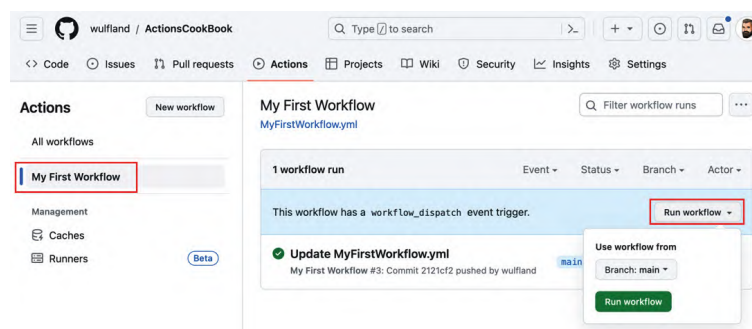 wulfland / ActionsCookBook
Type / to search
Code Issues Pull requests Actions Projects Wiki Security Insights Settings
Actions
New workflow
All workflows
My First Workflow
Management
Caches
Runners Beta
My First Workflow
Filter workflow runs
MyFirstWorkflow.yml
1 workflow run Event Status Branch Actor
This workflow has a workflow_dispatch event trigger. Run workflow
Update MyFirstWorkflow.yml
main
My First Workflow #3: Commit 2121cf2 pushed by wulfland
Use workflow from
Branch: main
Run workflow